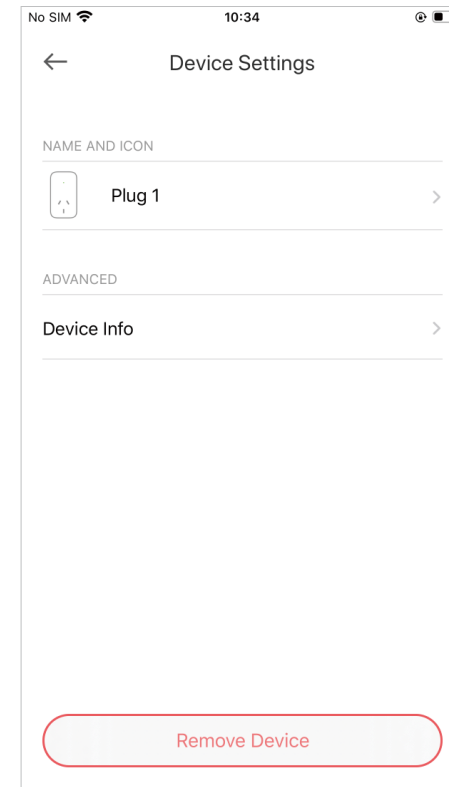 No SIM 10:34
Device Settings
NAME AND ICON
Plug 1
ADVANCED
Device Info
Remove Device